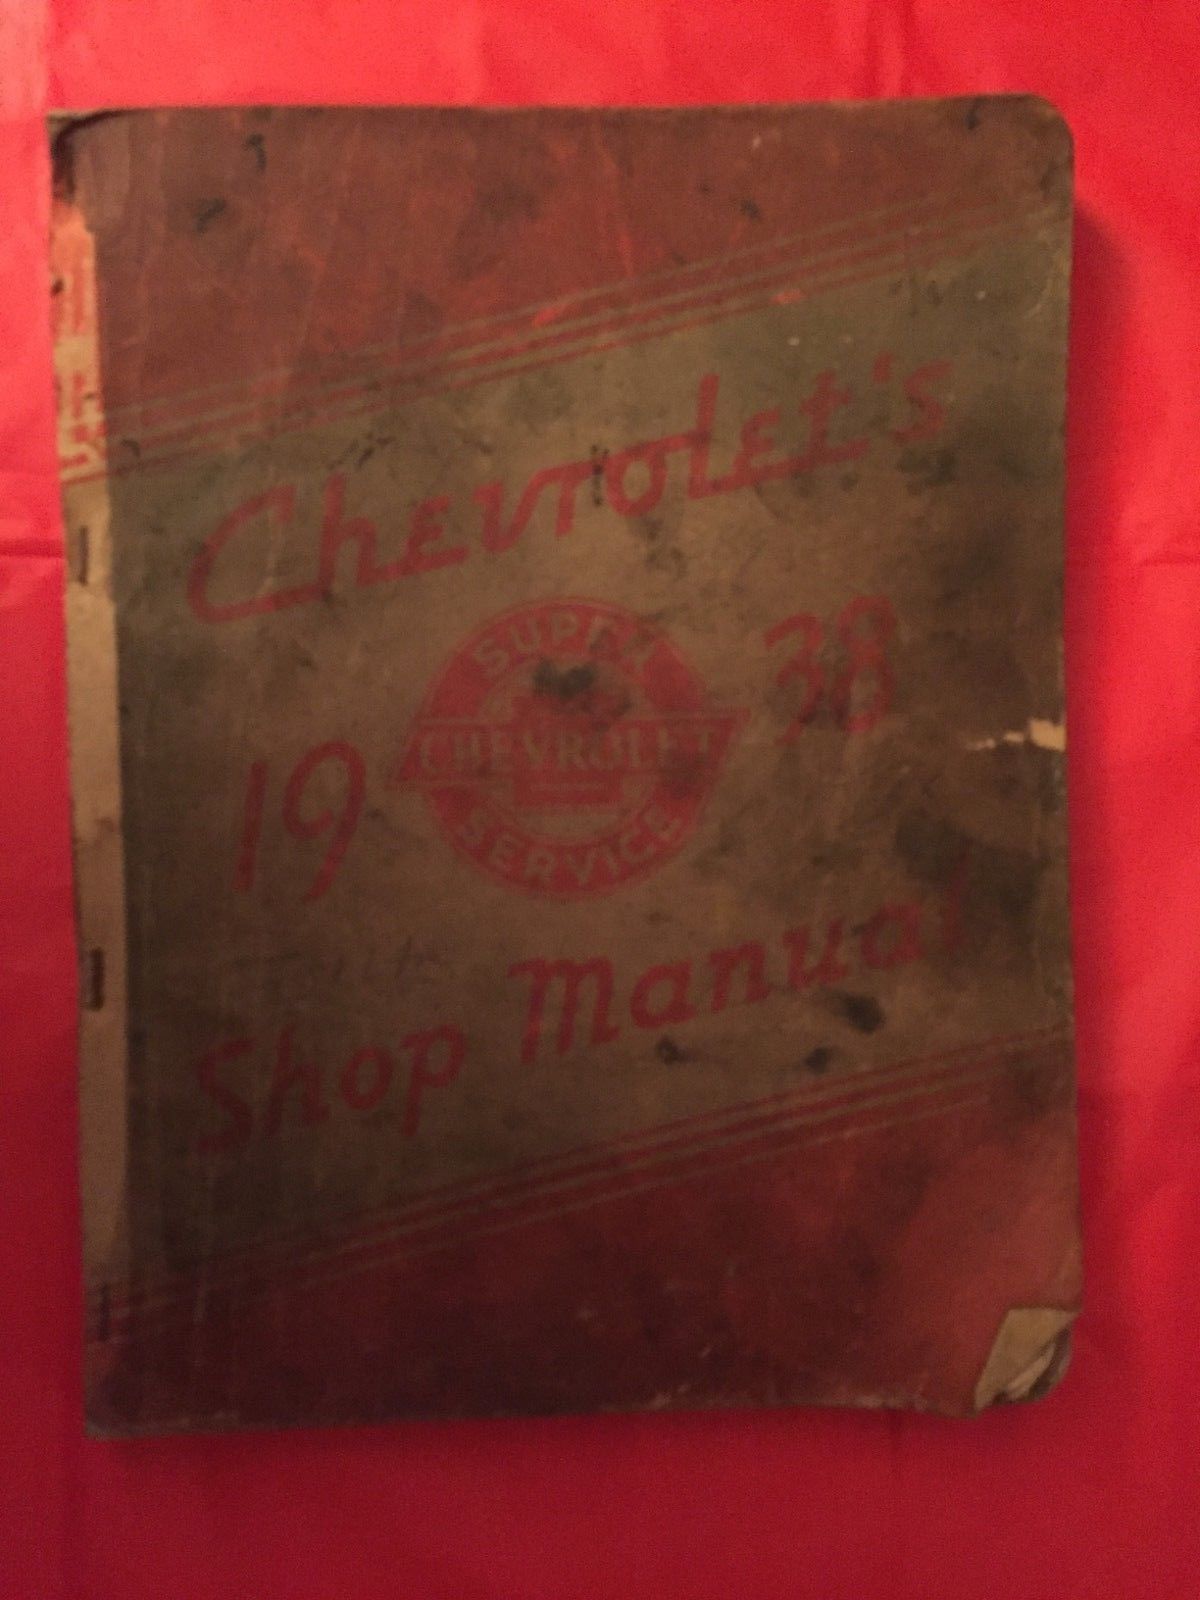 Chevrolet's
19 38
SUPER
CHEVROLET
SERVICE
Shop Manual